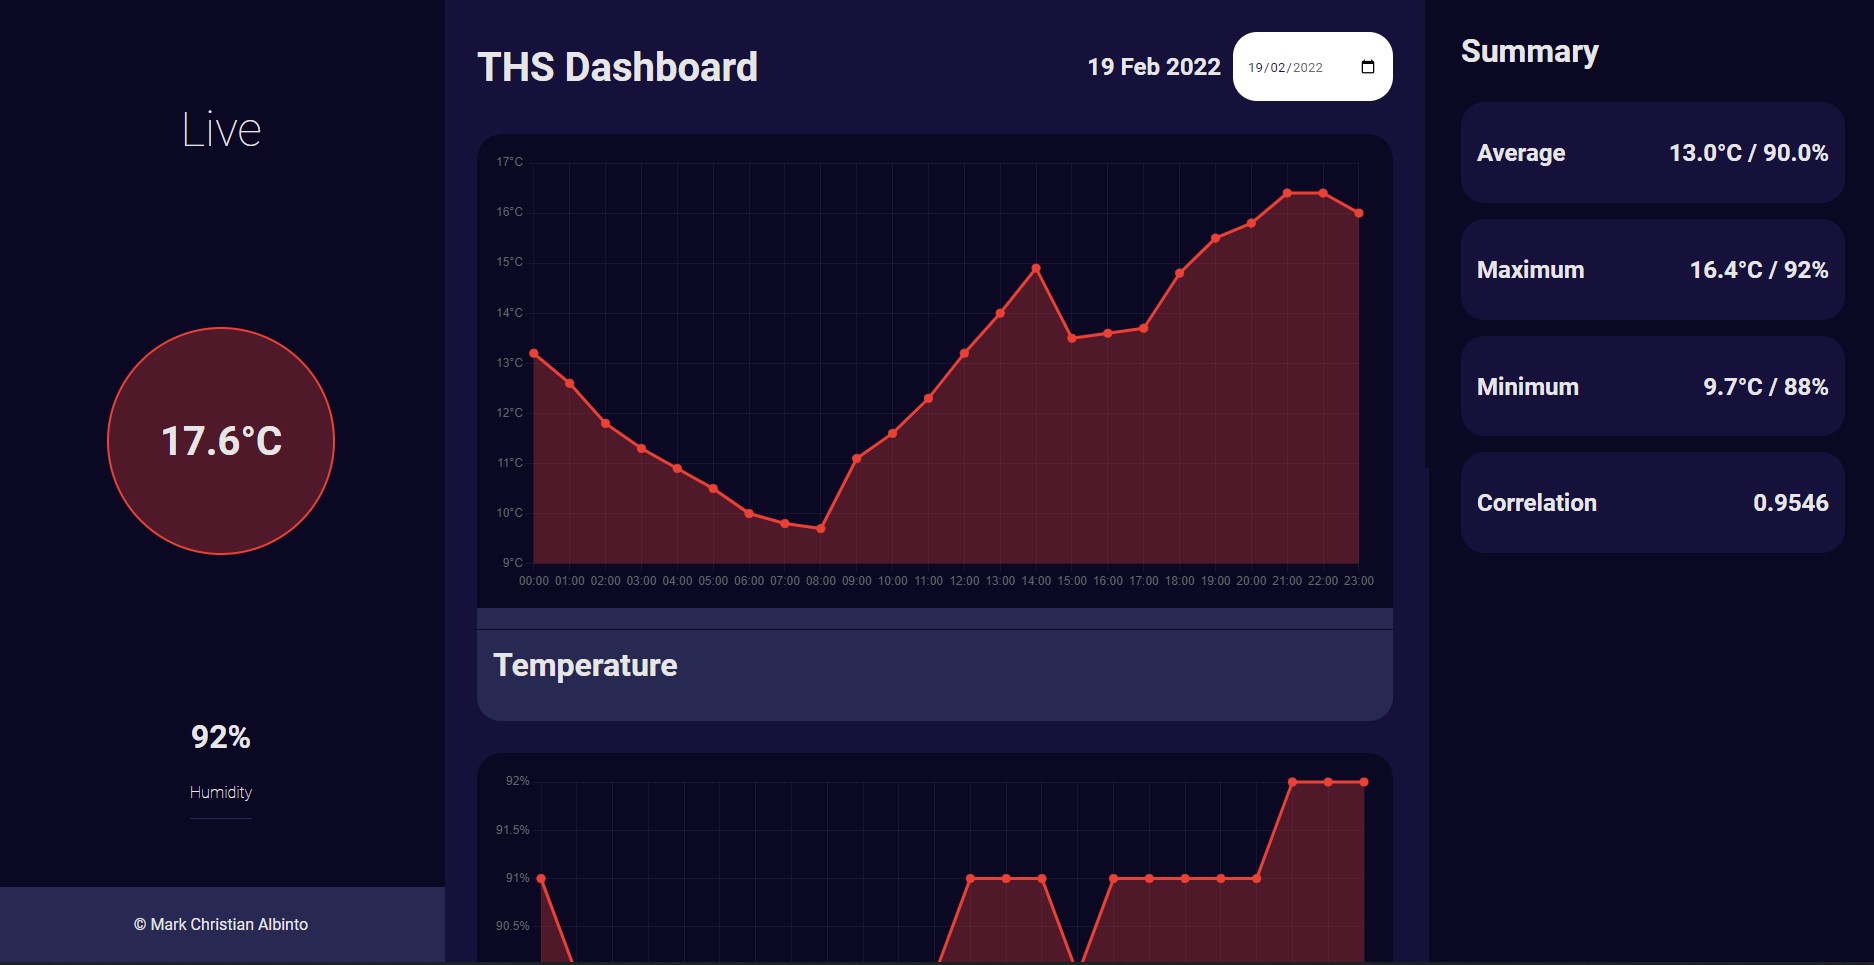 Live
17.6°C
92%
Humidity
© Mark Christian Albinto
THS Dashboard
19 Feb 2022
19/02/2022
17°C
16°C
15°C
14°C
13°C
12°C
11°C
10°C
9°C
00:00 01:00 02:00 03:00 04:00 05:00 06:00 07:00 08:00 09:00 10:00 11:00 12:00 13:00 14:00 15:00 16:00 17:00 18:00 19:00 20:00 21:00 22:00 23:00
Temperature
92%
91.5%
91%
90.5%
Summary
Average 13.0°C / 90.0%
Maximum 16.4°C / 92%
Minimum 9.7°C / 88%
Correlation 0.9546